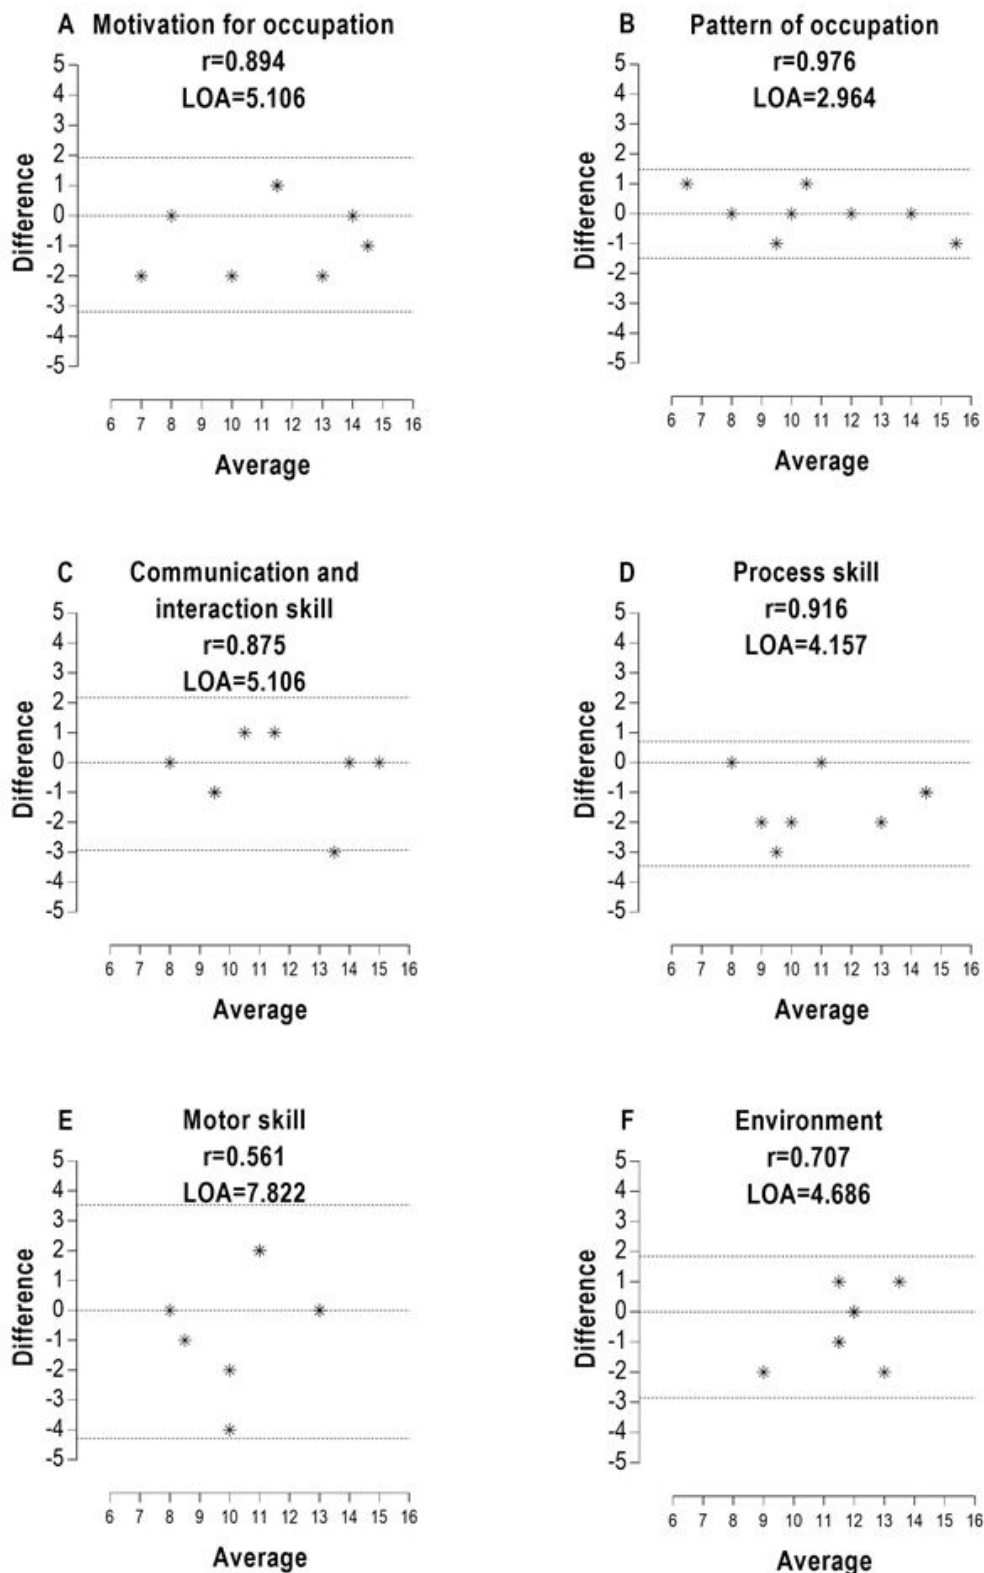 A Motivation for occupation
r=0.894
LOA=5.106
5
4
3
2
1
0
-1
-2
-3
-4
-5
Difference
6 7 8 9 10 11 12 13 14 15 16
Average
B Pattern of occupation
r=0.976
LOA=2.964
5
4
3
2
1
0
-1
-2
-3
-4
-5
Difference
6 7 8 9 10 11 12 13 14 15 16
Average
C Communication and
interaction skill
r=0.875
LOA=5.106
5
4
3
2
1
0
-1
-2
-3
-4
-5
Difference
6 7 8 9 10 11 12 13 14 15 16
Average
D Process skill
r=0.916
LOA=4.157
5
4
3
2
1
0
-1
-2
-3
-4
-5
Difference
6 7 8 9 10 11 12 13 14 15 16
Average
E Motor skill
r=0.561
LOA=7.822
5
4
3
2
1
0
-1
-2
-3
-4
-5
Difference
6 7 8 9 10 11 12 13 14 15 16
Average
F Environment
r=0.707
LOA=4.686
5
4
3
2
1
0
-1
-2
-3
-4
-5
Difference
6 7 8 9 10 11 12 13 14 15 16
Average